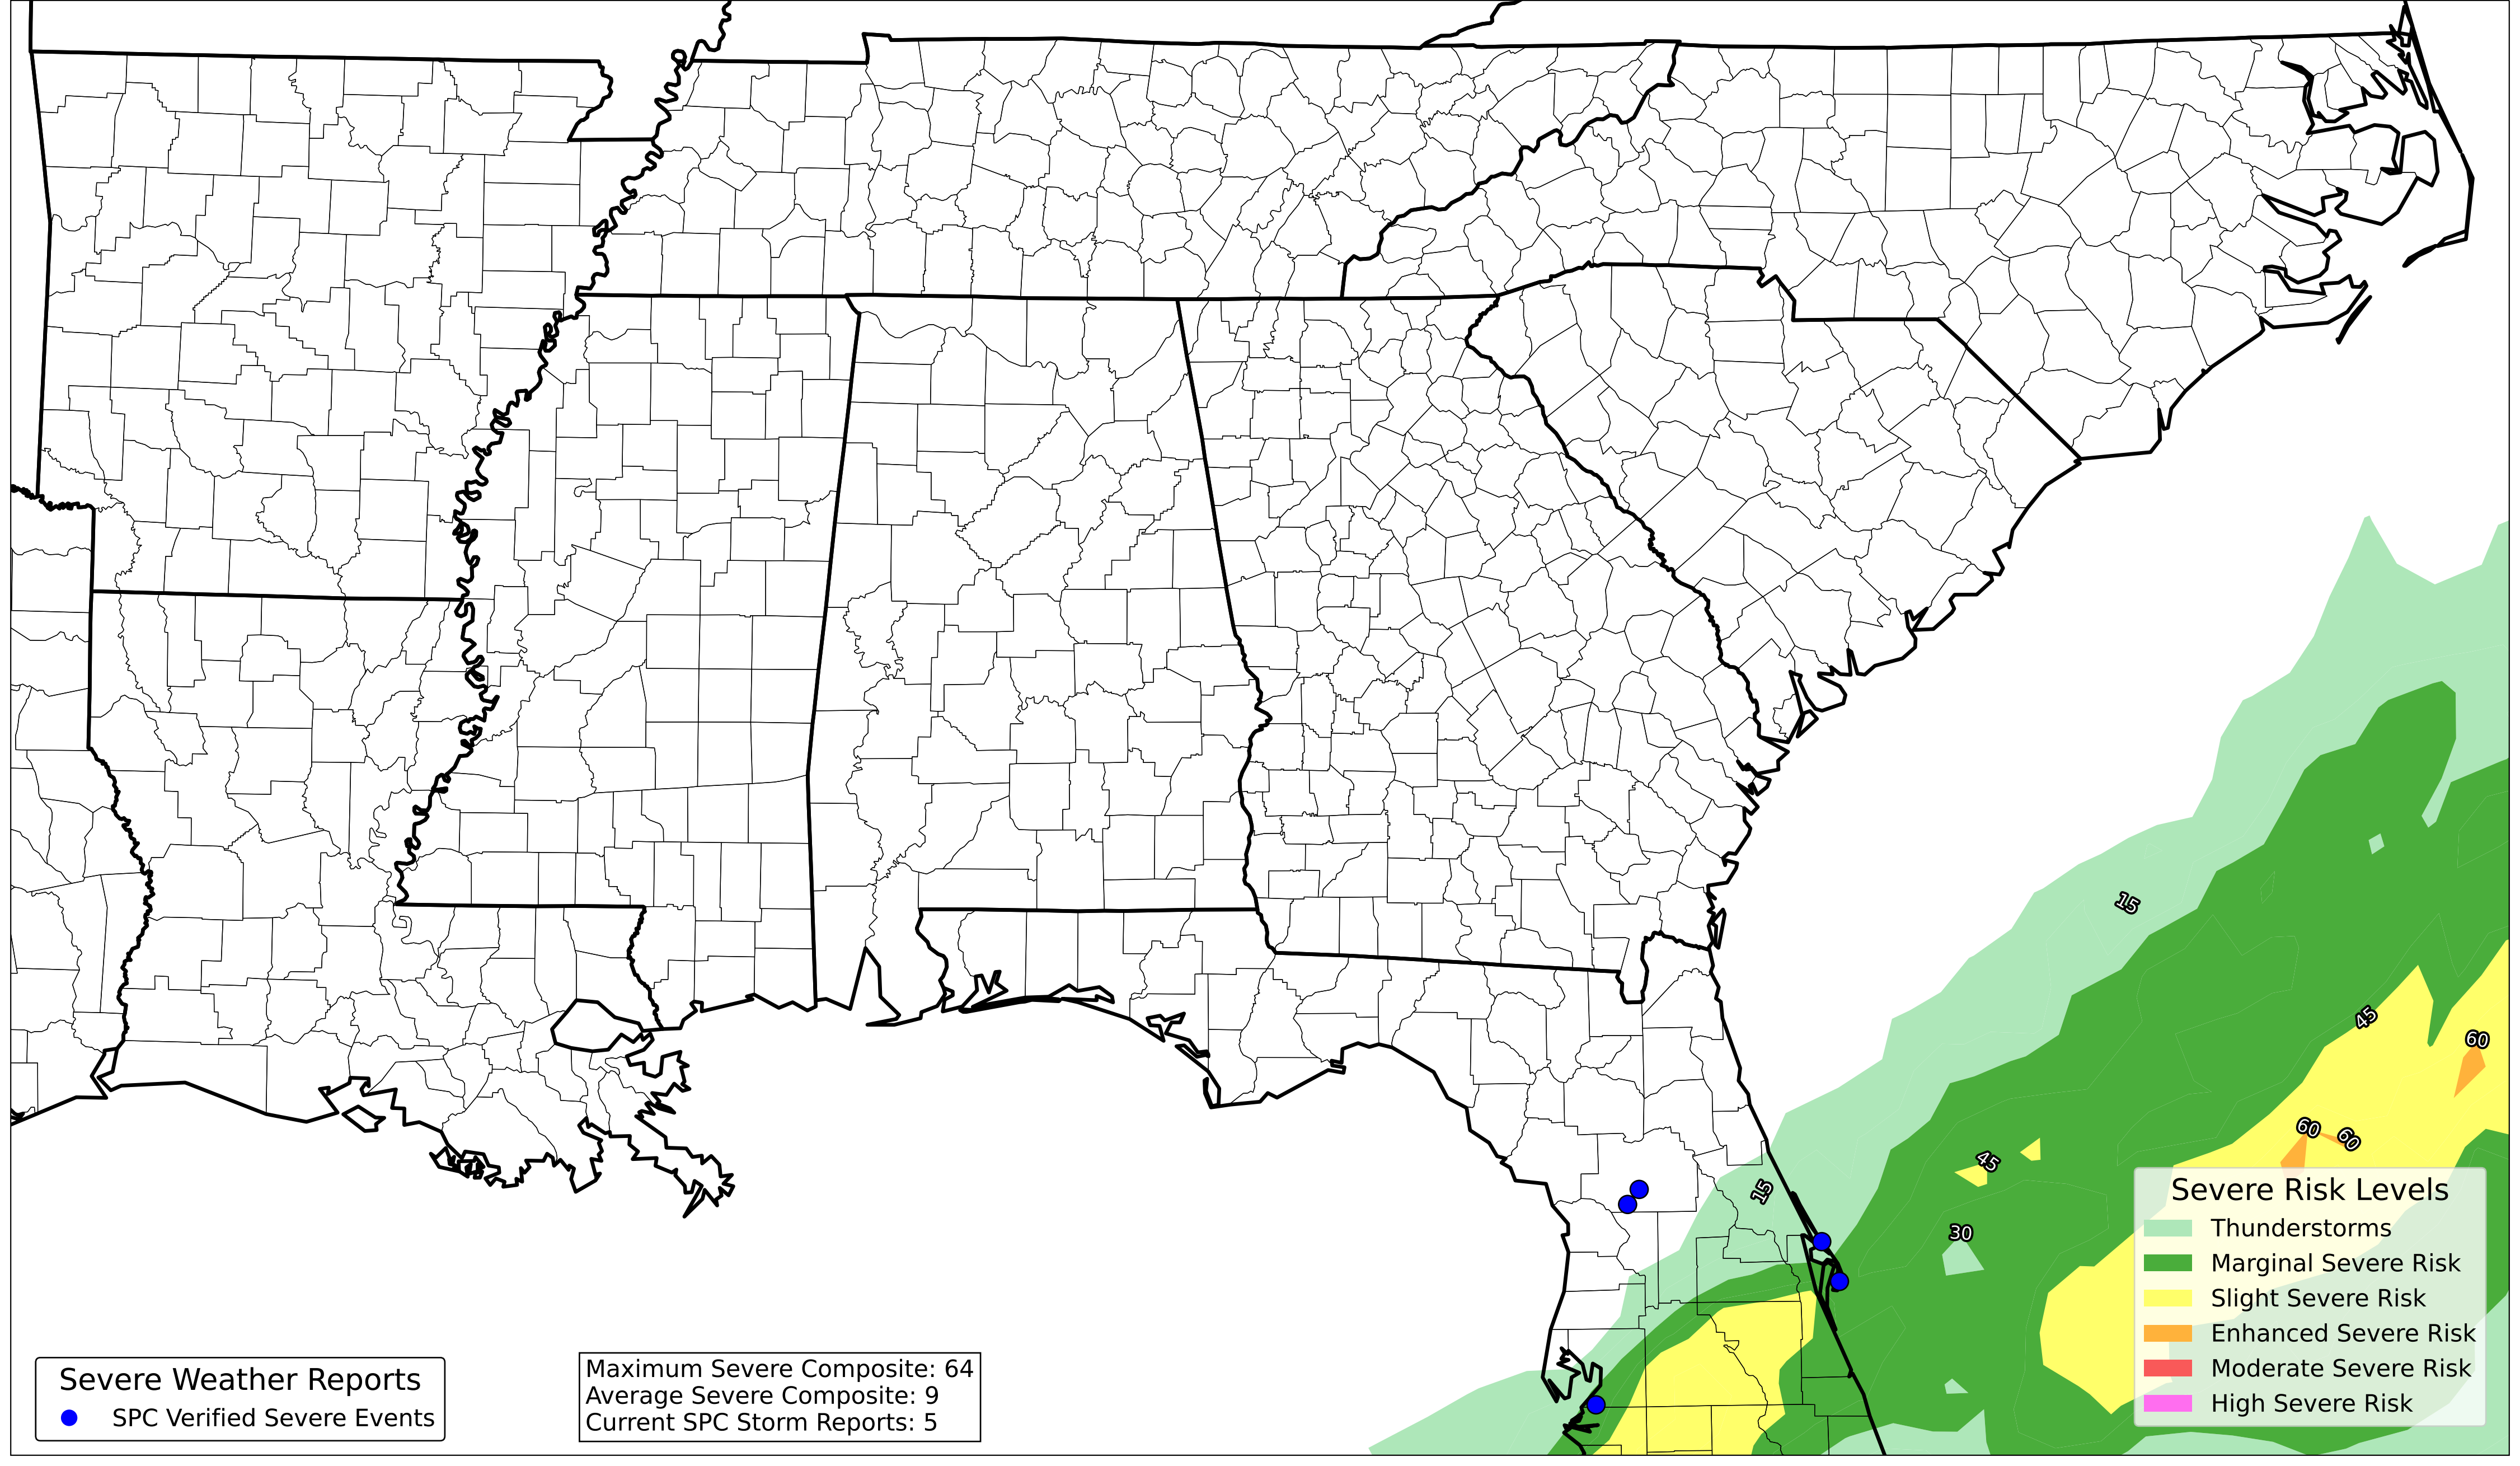 15
45
60
60
60
45
15
30
Severe Risk Levels
Thunderstorms
Marginal Severe Risk
Slight Severe Risk
Enhanced Severe Risk
Moderate Severe Risk
High Severe Risk
Severe Weather Reports
SPC Verified Severe Events
Maximum Severe Composite: 64
Average Severe Composite: 9
Current SPC Storm Reports: 5